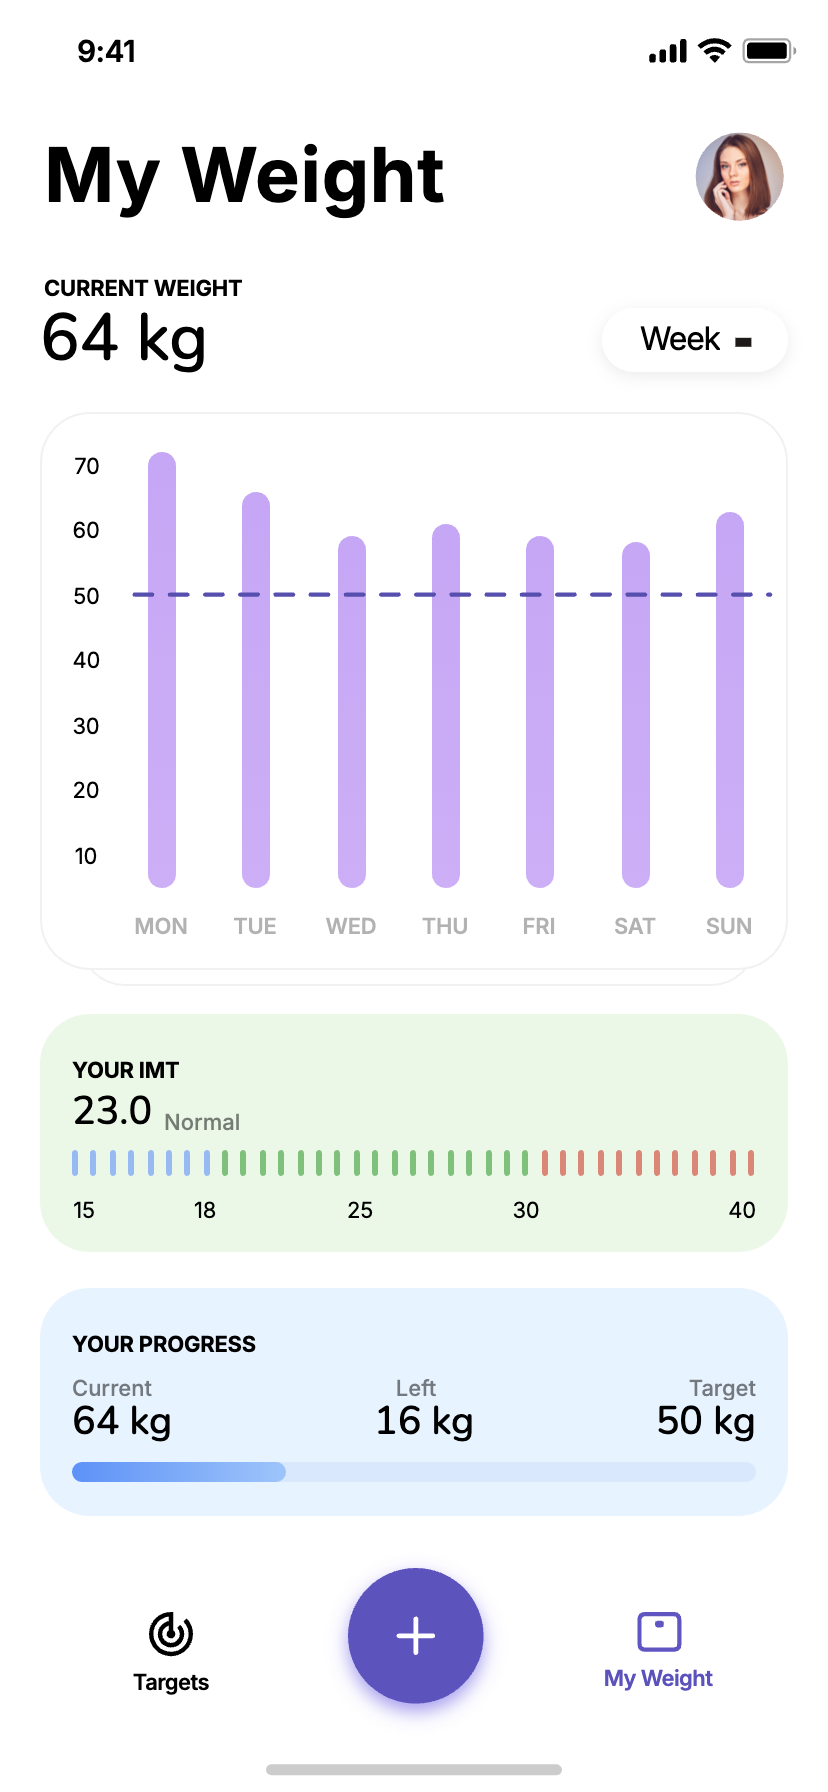 9:41
My Weight
CURRENT WEIGHT
64 kg
Week
70
60
50
40
30
20
10
MON TUE WED THU FRI SAT SUN
YOUR IMT
23.0 Normal
15 18 25 30 40
YOUR PROGRESS
Current Left Target
64 kg 16 kg 50 kg
Targets My Weight